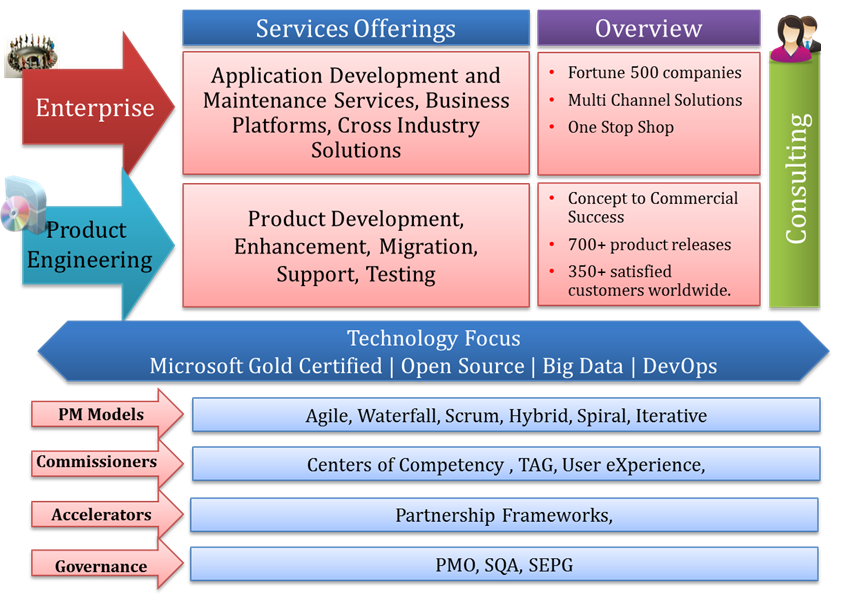 Services Offerings
Overview
Enterprise
Application Development and
Maintenance Services, Business
Platforms, Cross Industry
Solutions
• Fortune 500 companies
• Multi Channel Solutions
• One Stop Shop
Consulting
Product
Engineering
Product Development,
Enhancement, Migration,
Support, Testing
• Concept to Commercial
Success
• 700+ product releases
• 350+ satisfied
customers worldwide.
Technology Focus
Microsoft Gold Certified | Open Source | Big Data | DevOps
PM Models
Agile, Waterfall, Scrum, Hybrid, Spiral, Iterative
Commissioners
Centers of Competency , TAG, User eXperience,
Accelerators
Partnership Frameworks,
Governance
PMO, SQA, SEPG